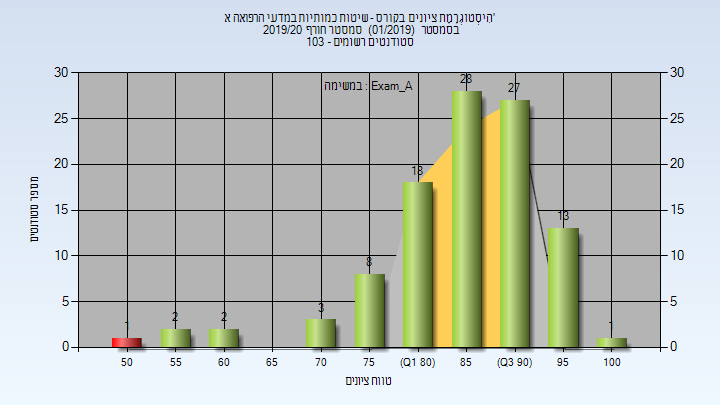 הִיסְטוֹגְרָמַת ציונים בקורס - שיטות כמותיות במדעי הרפואה א'
בסמסטר (01/2019) סמסטר חורף 2019/20
סטודנטים רשומים - 103
במשימה : Exam_A
30 30
25 25
20 20
15 15
10 10
5 5
0 0
1 2 2 3 8 18 28 27 13 1
מספר סטודנטים
50 55 60 65 70 75 (Q1 80) 85 (Q3 90) 95 100
טווח ציונים